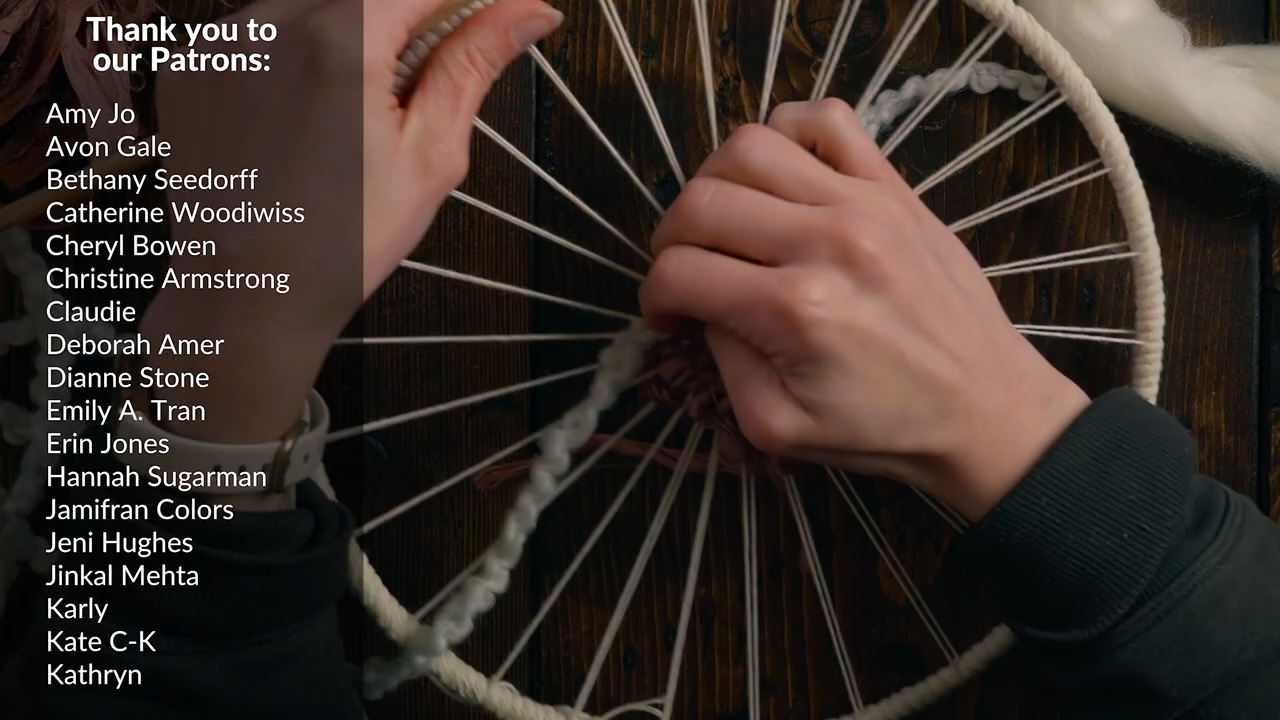 Thank you to
our Patrons:
Amy Jo
Avon Gale
Bethany Seedorff
Catherine Woodiwiss
Cheryl Bowen
Christine Armstrong
Claudie
Deborah Amer
Dianne Stone
Emily A. Tran
Erin Jones
Hannah Sugarman
Jamifran Colors
Jeni Hughes
Jinkal Mehta
Karly
Kate C-K
Kathryn